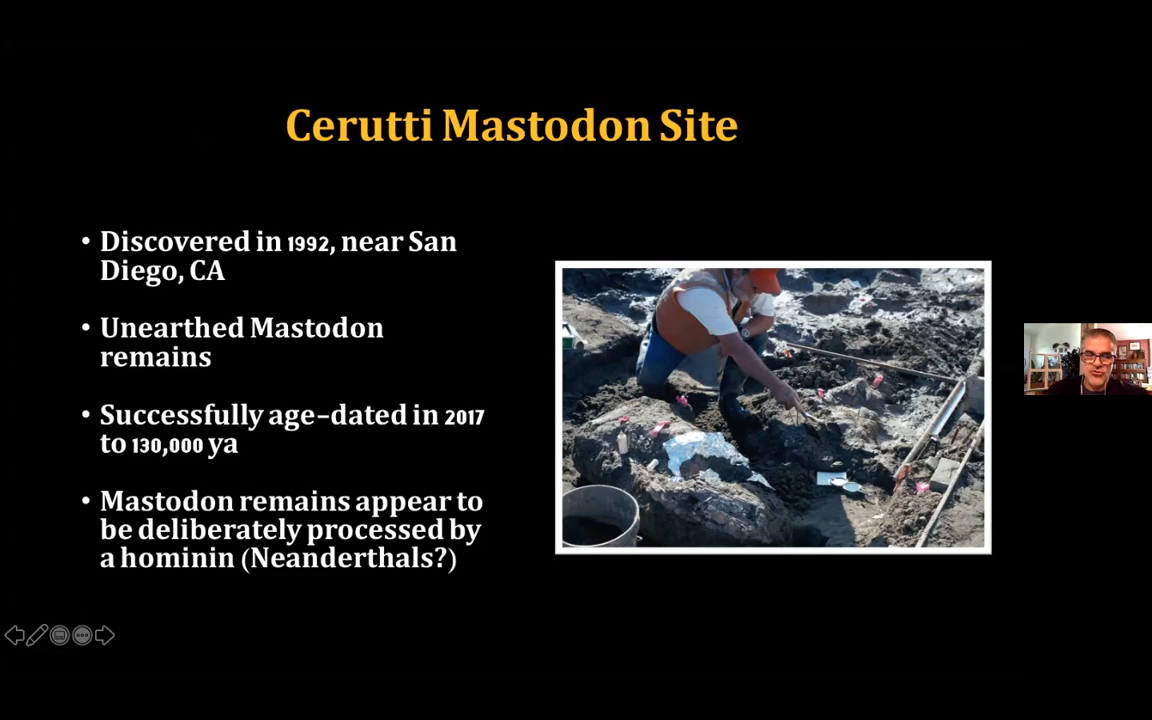 Cerutti Mastodon Site
• Discovered in 1992, near San
Diego, CA
• Unearthed Mastodon
remains
• Successfully age-dated in 2017
to 130,000 ya
• Mastodon remains appear to
be deliberately processed by
a hominin (Neanderthals?)